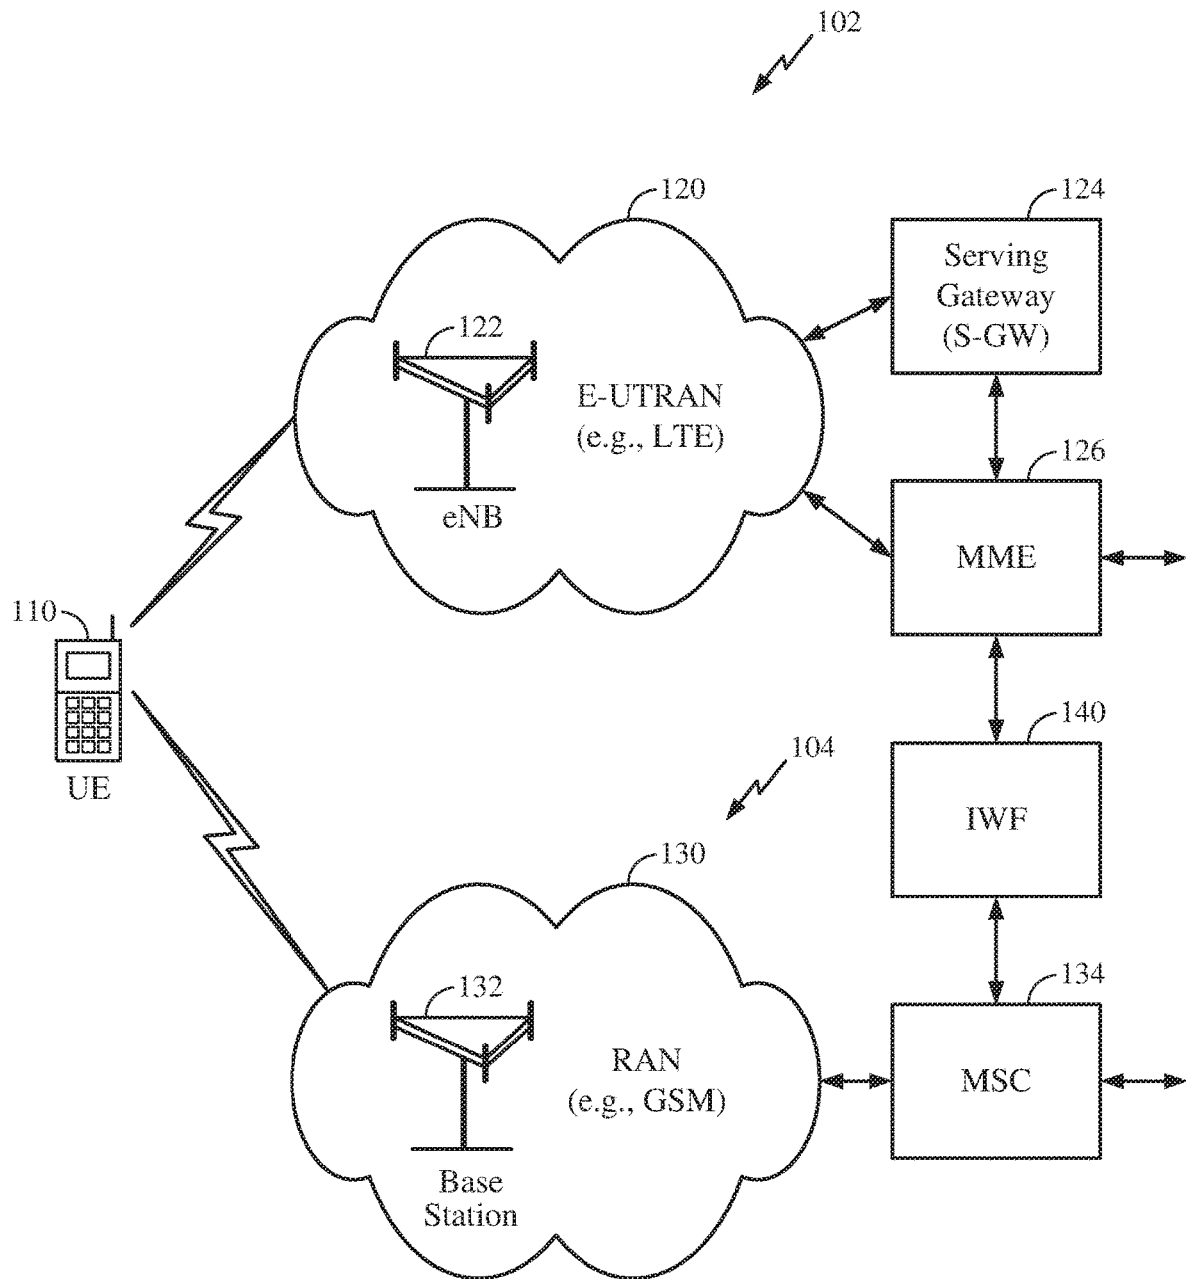 102
120
124
Serving
Gateway
(S-GW)
122
E-UTRAN
(e.g., LTE)
eNB
126
MME
110
UE
140
IWF
104
130
134
MSC
132
RAN
(e.g., GSM)
Base
Station